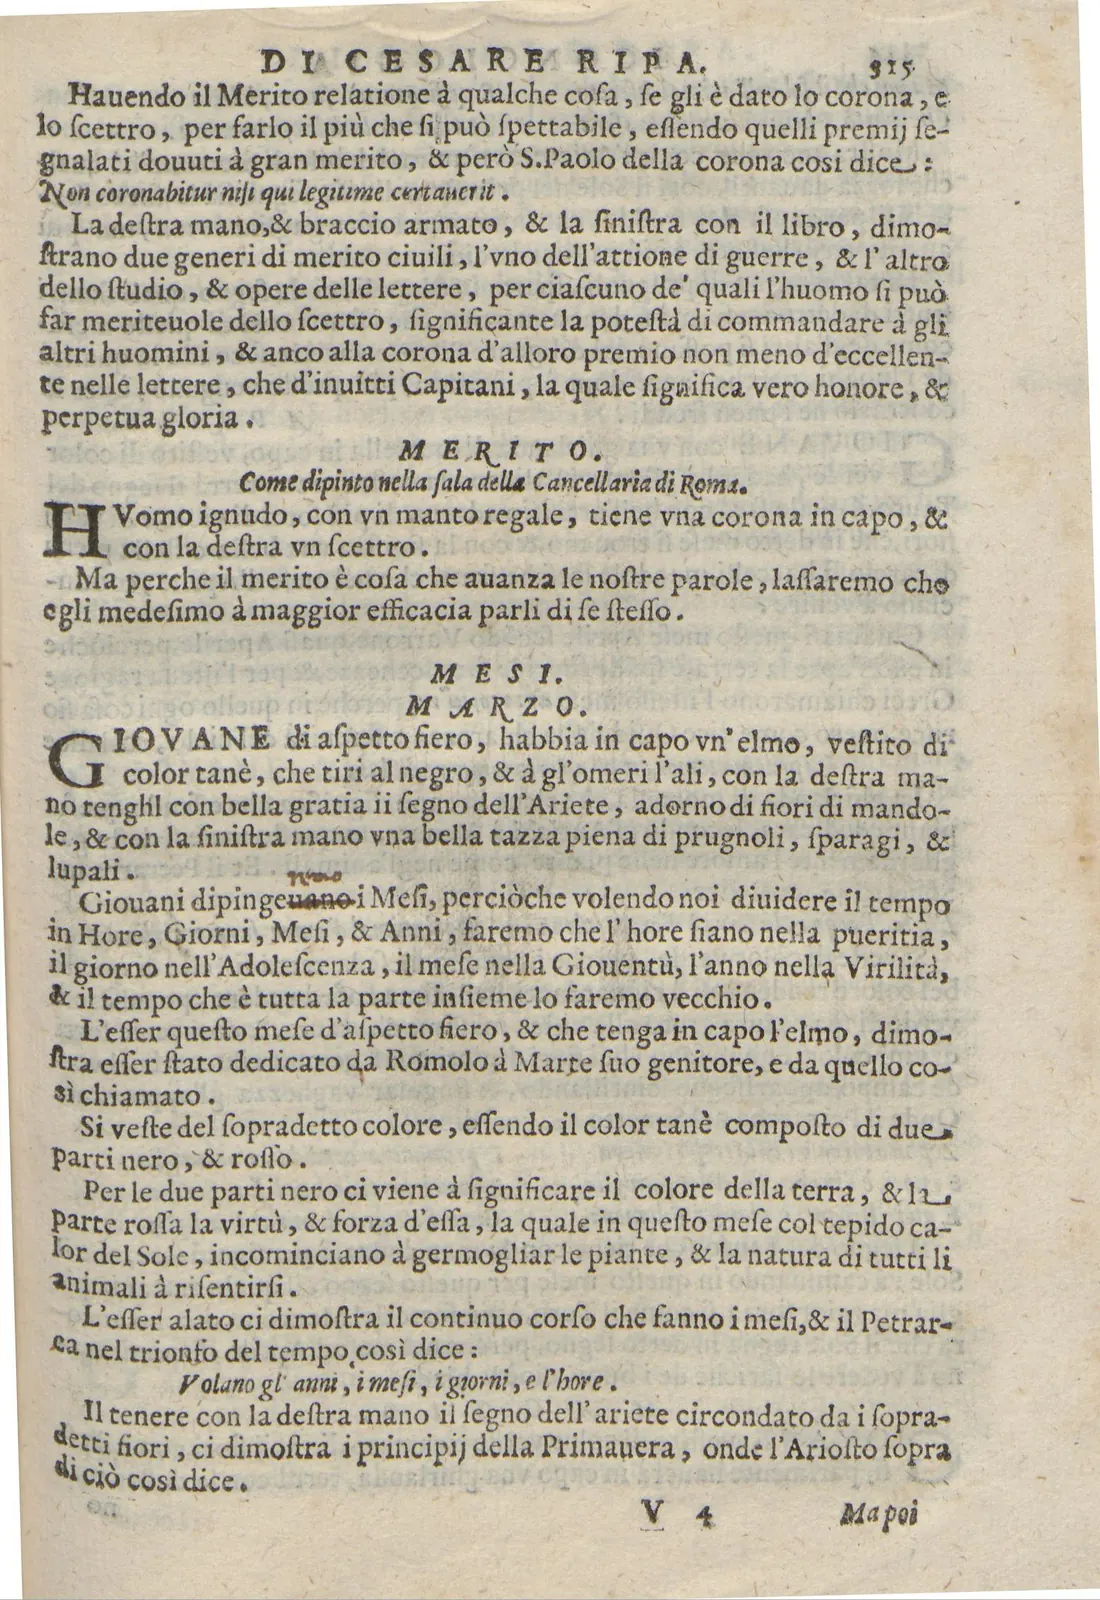 DI CESARE RIPA. 315
Hauendo il Merito relatione à qualche coſa, ſe gli è dato lo corona, e
lo ſcettro, per farlo il più che ſi può ſpettabile, eſſendo quelli premij ſe-
gnalati douuti à gran merito, & però S.Paolo della corona cosi dice:
Non coronabitur niſi qui legitime certauerit.
La deſtra mano,& braccio armato, & la ſiniſtra con il libro, dimo-
ſtrano due generi di merito ciuili, l'vno dell'attione di guerre, & l' altro
dello ſtudio, & opere delle lettere, per ciaſcuno de' quali l'huomo ſi può
far meriteuole dello ſcettro, ſignificante la poteſtà di commandare à gli
altri huomini, & anco alla corona d'alloro premio non meno d'eccellen-
te nelle lettere, che d'inuitti Capitani, la quale ſignifica vero honore, &
perpetua gloria.
MERITO.
Come dipinto nella ſala della Cancellaria di Roma.
HVomo ignudo, con vn manto regale, tiene vna corona in capo, &
con la deſtra vn ſcettro.
Ma perche il merito è coſa che auanza le noſtre parole, laſſaremo che
egli medeſimo à maggior efficacia parli di ſe ſteſſo.
MESI.
MARZO.
GIOVANE di aſpetto fiero, habbia in capo vn' elmo, veſtito di
color tanè, che tiri al negro, & à gl'omeri l'ali, con la deſtra ma-
no tenghI con bella gratia ii ſegno dell'Ariete, adorno di fiori di mando-
le, & con la ſiniſtra mano vna bella tazza piena di prugnoli, ſparagi, &
lupali.
Giouani dipingeuano i Meſi, perciòche volendo noi diuidere il tempo
in Hore, Giorni, Meſi, & Anni, faremo che l' hore ſiano nella pueritia,
il giorno nell'Adoleſcenza, il meſe nella Giouentù, l'anno nella Virilità,
& il tempo che è tutta la parte inſieme lo faremo vecchio.
L'eſſer queſto meſe d'aſpetto fiero, & che tenga in capo l'elmo, dimo-
ſtra eſſer ſtato dedicato da Romolo à Marte ſuo genitore, e da quello co-
sì chiamato.
Si veſte del ſopradetto colore, eſſendo il color tanè compoſto di due
parti nero, & roſſo.
Per le due parti nero ci viene à ſignificare il colore della terra, & la
parte roſſa la virtù, & forza d'eſſa, la quale in queſto meſe col tepido ca-
lor del Sole, incominciano à germogliar le piante, & la natura di tutti li
animali à riſentirſi.
L'eſſer alato ci dimoſtra il continuo corſo che fanno i meſi,& il Petrar-
ca nel trionfo del tempo così dice:
Volano gl' anni, i meſi, i giorni, e l'hore.
Il tenere con la deſtra mano il ſegno dell' ariete circondato da i ſopra-
detti fiori, ci dimoſtra i principij della Primauera, onde l'Arioſto ſopra
di ciò così dice.
V 4 Ma poi